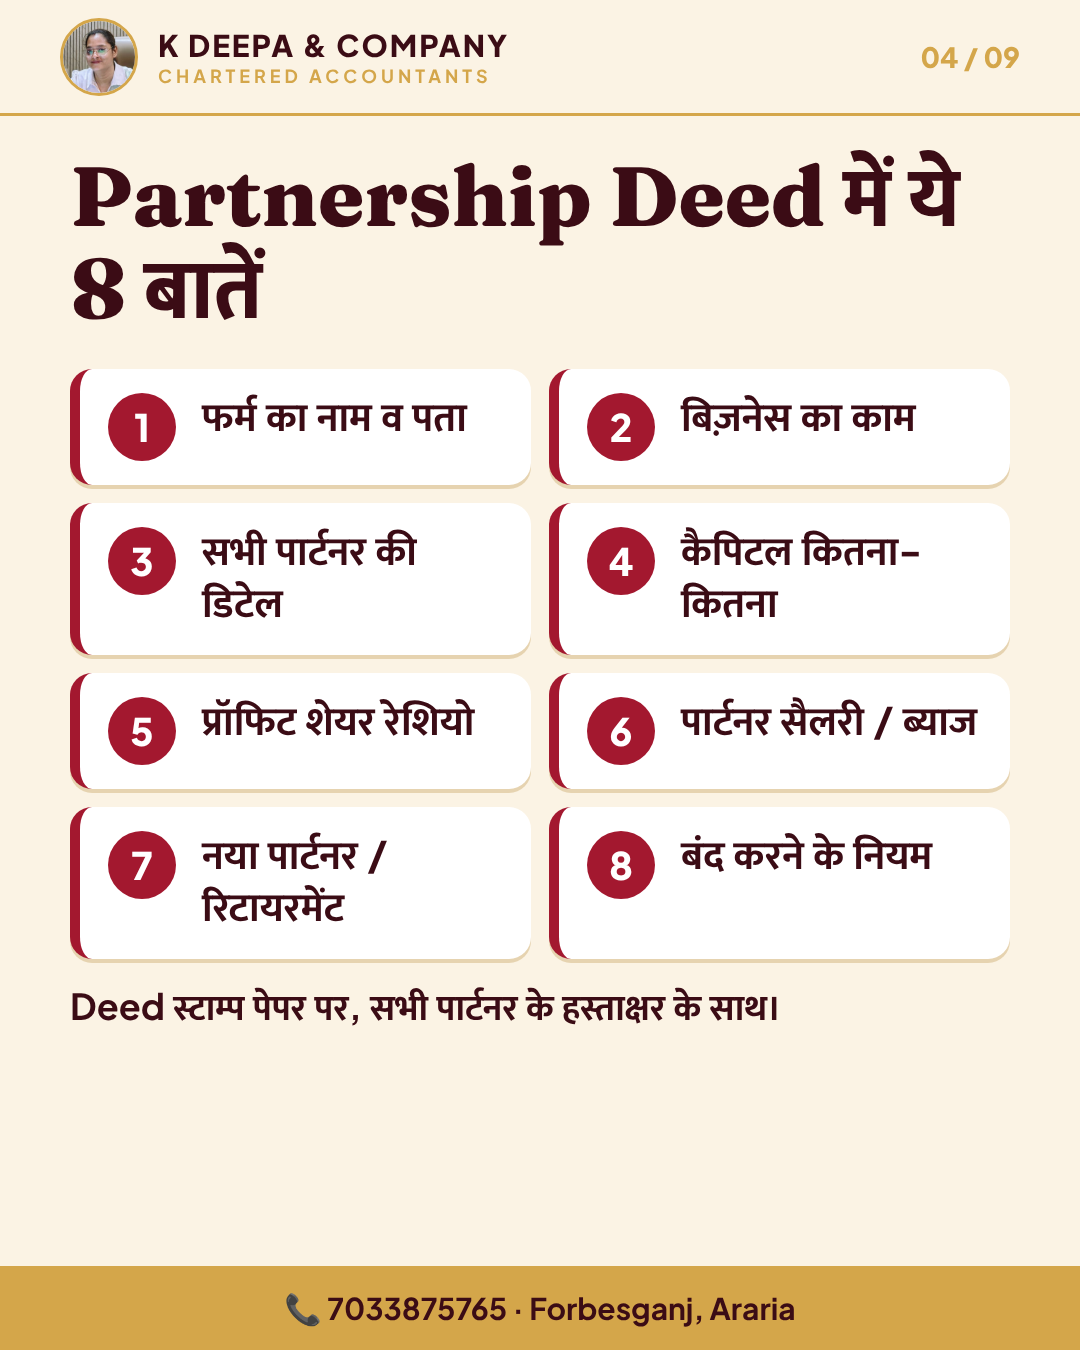 K DEEPA & COMPANY
CHARTERED ACCOUNTANTS
04 / 09
Partnership Deed में ये
8 बातें
1 फर्म का नाम व पता
2 बिज़नेस का काम
3 सभी पार्टनर की
डिटेल
4 कैपिटल कितना–
कितना
5 प्रॉफिट शेयर रेशियो
6 पार्टनर सैलरी / ब्याज
7 नया पार्टनर /
रिटायरमेंट
8 बंद करने के नियम
Deed स्टाम्प पेपर पर, सभी पार्टनर के हस्ताक्षर के साथ।
📞 7033875765 · Forbesganj, Araria